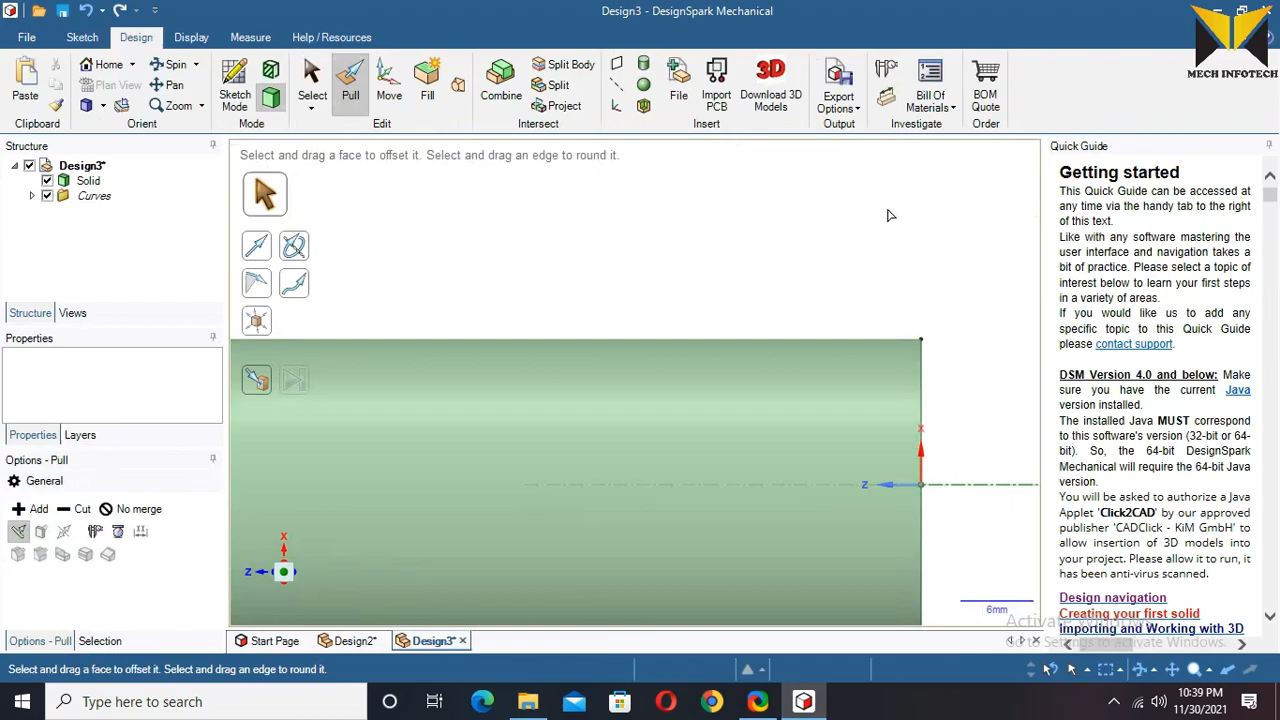 Design3 - DesignSpark Mechanical
MECH INFOTECH
File Sketch Design Display Measure Help / Resources
Paste
Home Spin
Plan View Pan
Zoom
Sketch Mode
Select
Pull
Move
Fill
Combine
Split Body
Split
Project
File
Import PCB
Download 3D Models
Export Options
Bill Of Materials
BOM Quote
Clipboard Orient Mode Edit Intersect Insert Output Investigate Order
Structure
Design3*
Solid
Curves
Structure Views
Properties
Properties Layers
Options - Pull
General
Add Cut No merge
Options - Pull Selection
Select and drag a face to offset it. Select and drag an edge to round it.
X
Z
X
Z
6mm
Start Page Design2* Design3*
Quick Guide
Getting started
This Quick Guide can be accessed at
any time via the handy tab to the right
of this text.
Like with any software mastering the
user interface and navigation takes a
bit of practice. Please select a topic of
interest below to learn your first steps
in a variety of areas.
If you would like us to add any
specific topic to this Quick Guide
please contact support.
DSM Version 4.0 and below: Make
sure you have the current Java
version installed.
The installed Java MUST correspond
to this software's version (32-bit or 64-
bit). So, the 64-bit DesignSpark
Mechanical will require the 64-bit Java
version.
You will be asked to authorize a Java
Applet 'Click2CAD' by our approved
publisher 'CADClick - KiM GmbH' to
allow insertion of 3D models into
your project. Please allow it to run, it
has been anti-virus scanned.
Design navigation
Creating your first solid
Importing and Working with 3D
Activate Windows
Go to Settings to activate Windows.
Select and drag a face to offset it. Select and drag an edge to round it.
Type here to search
10:39 PM
11/30/2021